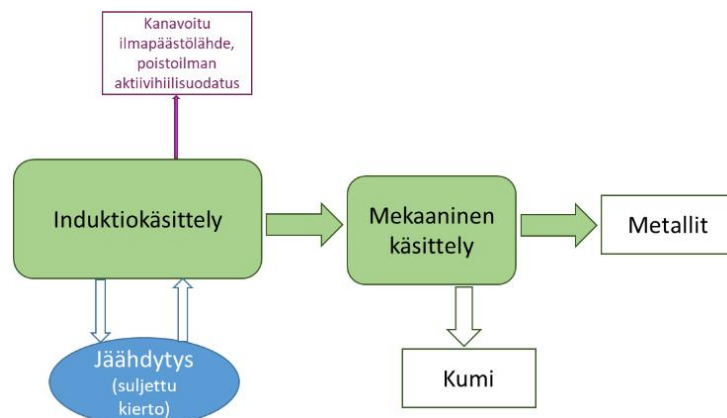 Kanavoitu
ilmapäästölähde,
poistoilman
aktiivihiilisuodatus
Induktiokäsittely
Mekaaninen
käsittely
Metallit
Jäähdytys
(suljettu
kierto)
Kumi